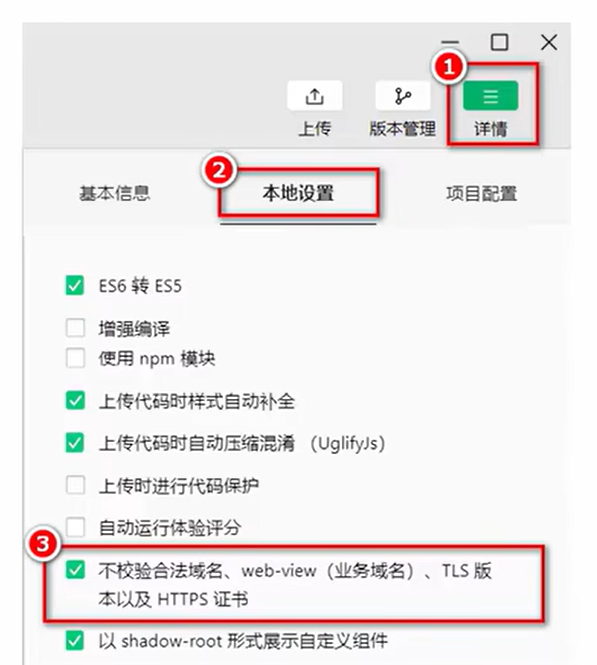 1
上传 版本管理 详情
2
基本信息 本地设置 项目配置
ES6 转 ES5
增强编译
使用 npm 模块
上传代码时样式自动补全
上传代码时自动压缩混淆 （UglifyJs）
上传时进行代码保护
自动运行体验评分
3
不校验合法域名、web-view（业务域名）、TLS 版
本以及 HTTPS 证书
以 shadow-root 形式展示自定义组件